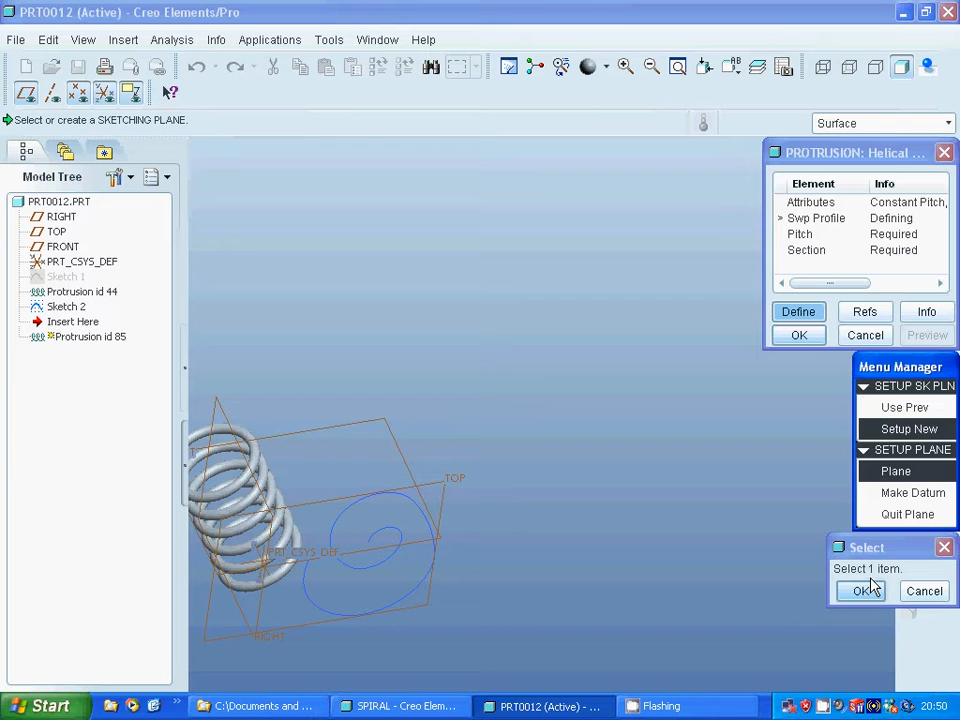 PRT0012 (Active) - Creo Elements/Pro
File Edit View Insert Analysis Info Applications Tools Window Help
Select or create a SKETCHING PLANE.
Surface
Model Tree
PRT0012.PRT
RIGHT
TOP
FRONT
PRT_CSYS_DEF
Sketch 1
Protrusion id 44
Sketch 2
Insert Here
Protrusion id 85
TOP
PRT_CSYS_DEF
RIGHT
PROTRUSION: Helical ...
Element Info
Attributes Constant Pitch,
> Swp Profile Defining
Pitch Required
Section Required
Define Refs Info
OK Cancel Preview
Menu Manager
SETUP SK PLN
Use Prev
Setup New
SETUP PLANE
Plane
Make Datum
Quit Plane
Select
Select 1 item.
OK Cancel
Start C:\Documents and ... SPIRAL - Creo Elem... PRT0012 (Active) - ... Flashing 20:50